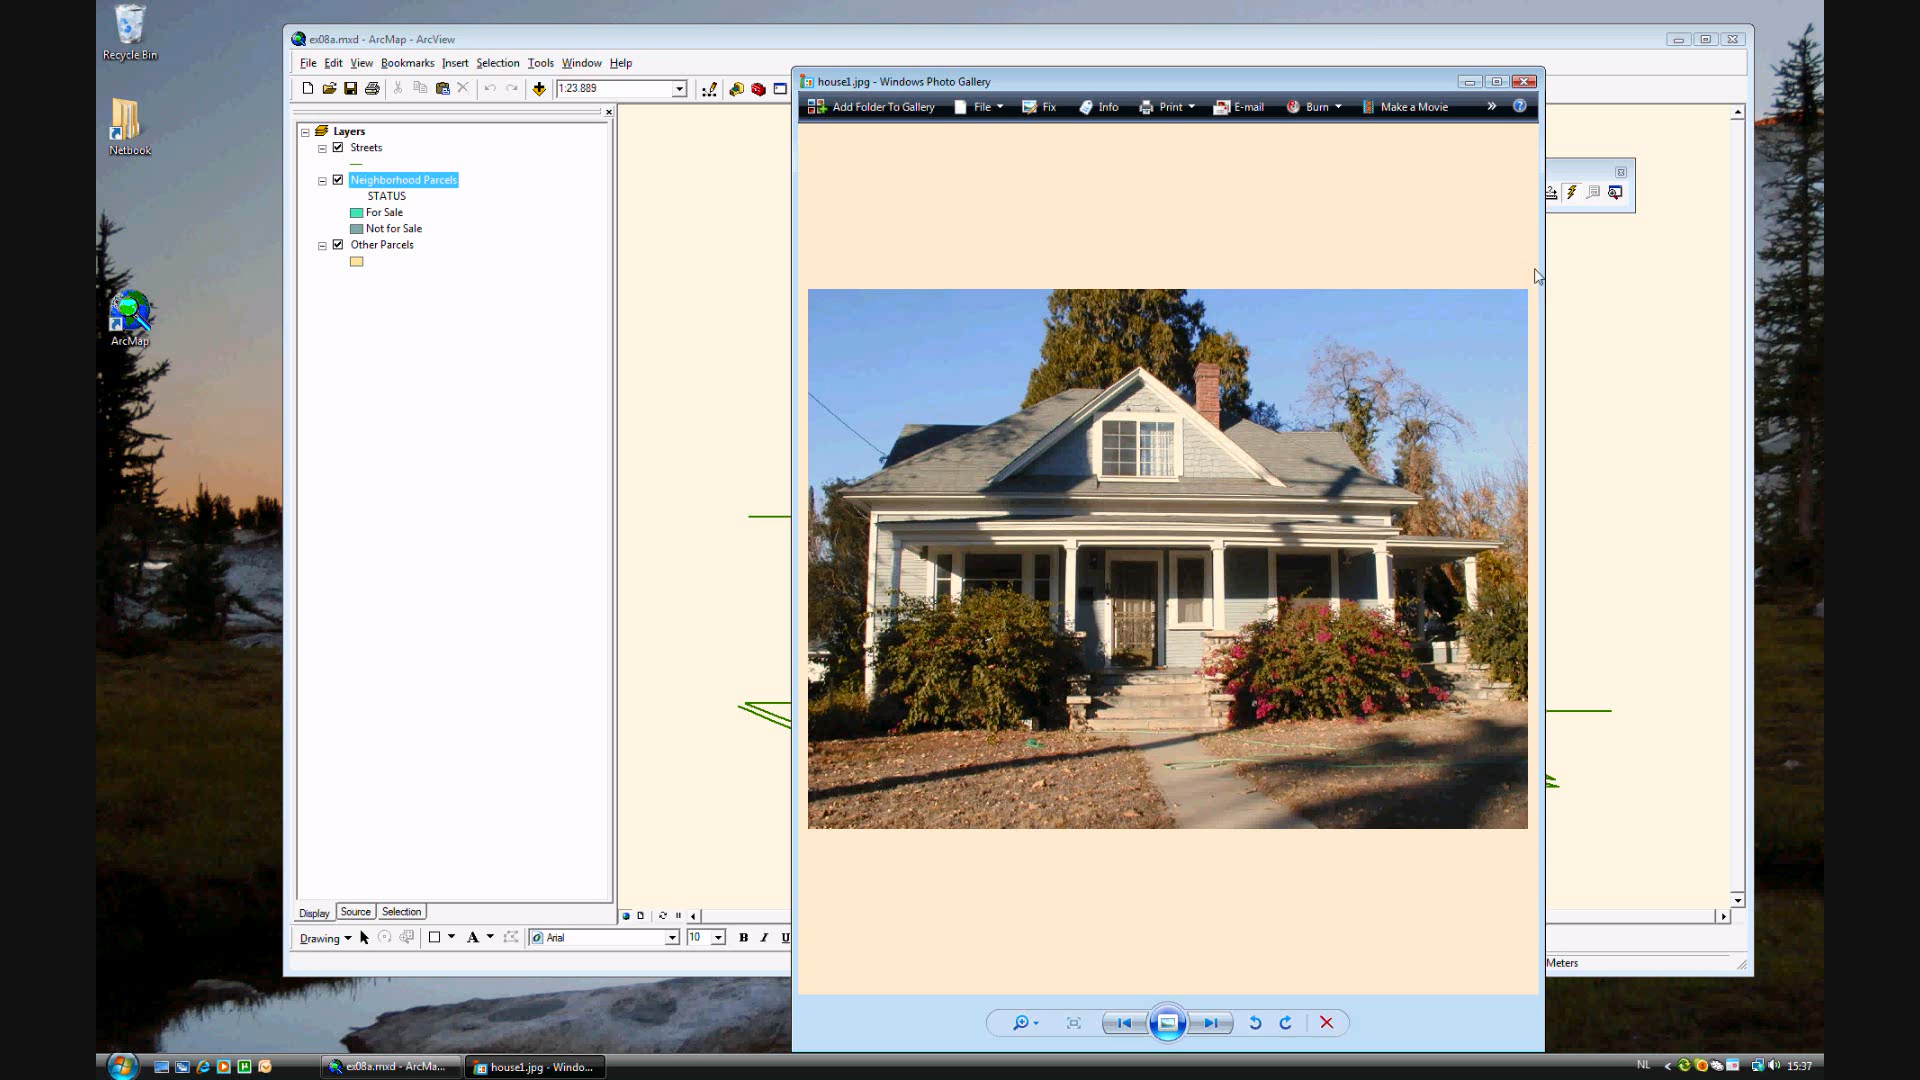 Recycle Bin
Netbook
ArcMap
ex08a.mxd - ArcMap - ArcView
File Edit View Bookmarks Insert Selection Tools Window Help
1:23.889
Layers
Streets
Neighborhood Parcels
STATUS
For Sale
Not for Sale
Other Parcels
Display Source Selection
Drawing A Arial 10 B I U
Meters
house1.jpg - Windows Photo Gallery
Add Folder To Gallery File Fix Info Print E-mail Burn Make a Movie » ?
ex08a.mxd - ArcMa... house1.jpg - Windo... NL < 15:37